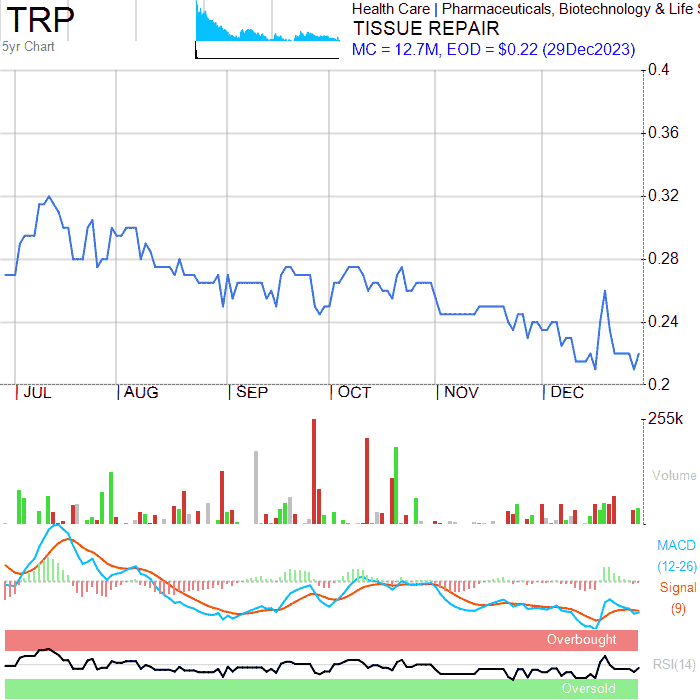 TRP
5yr Chart
Health Care | Pharmaceuticals, Biotechnology & Life
TISSUE REPAIR
MC = 12.7M, EOD = $0.22 (29Dec2023)
0.4
0.36
0.32
0.28
0.24
0.2
JUL AUG SEP OCT NOV DEC
255k
Volume
MACD
(12-26)
Signal
(9)
Overbought
RSI(14)
Oversold